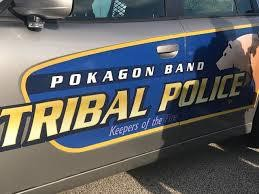 POKAGON BAND
TRIBAL POLICE
Keepers of the Fire